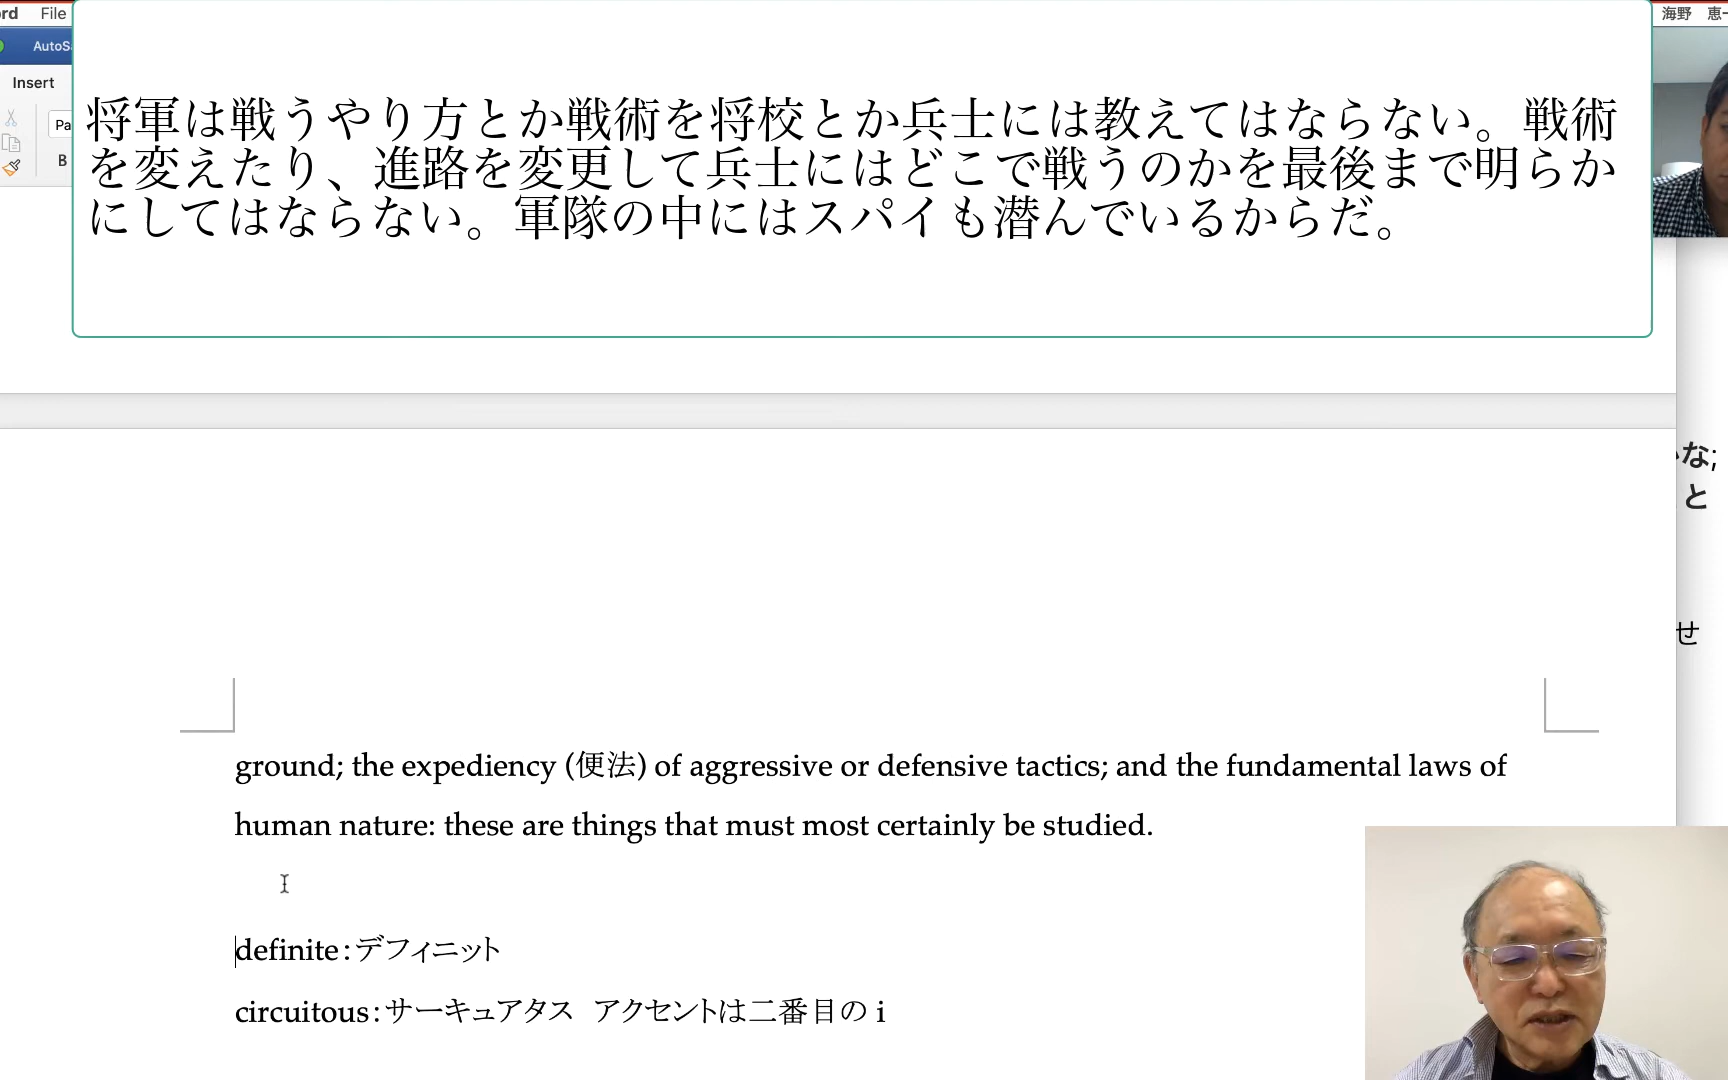 rd File
海野 恵一
AutoSa
Insert
Pa
B
将軍は戦うやり方とか戦術を将校とか兵士には教えてはならない。戦術
を変えたり、進路を変更して兵士にはどこで戦うのかを最後まで明らか
にしてはならない。軍隊の中にはスパイも潜んでいるからだ。
な;
と
せ
ground; the expediency (便法) of aggressive or defensive tactics; and the fundamental laws of
human nature: these are things that must most certainly be studied.
definite:デフィニット
circuitous:サーキュアタス アクセントは二番目の i